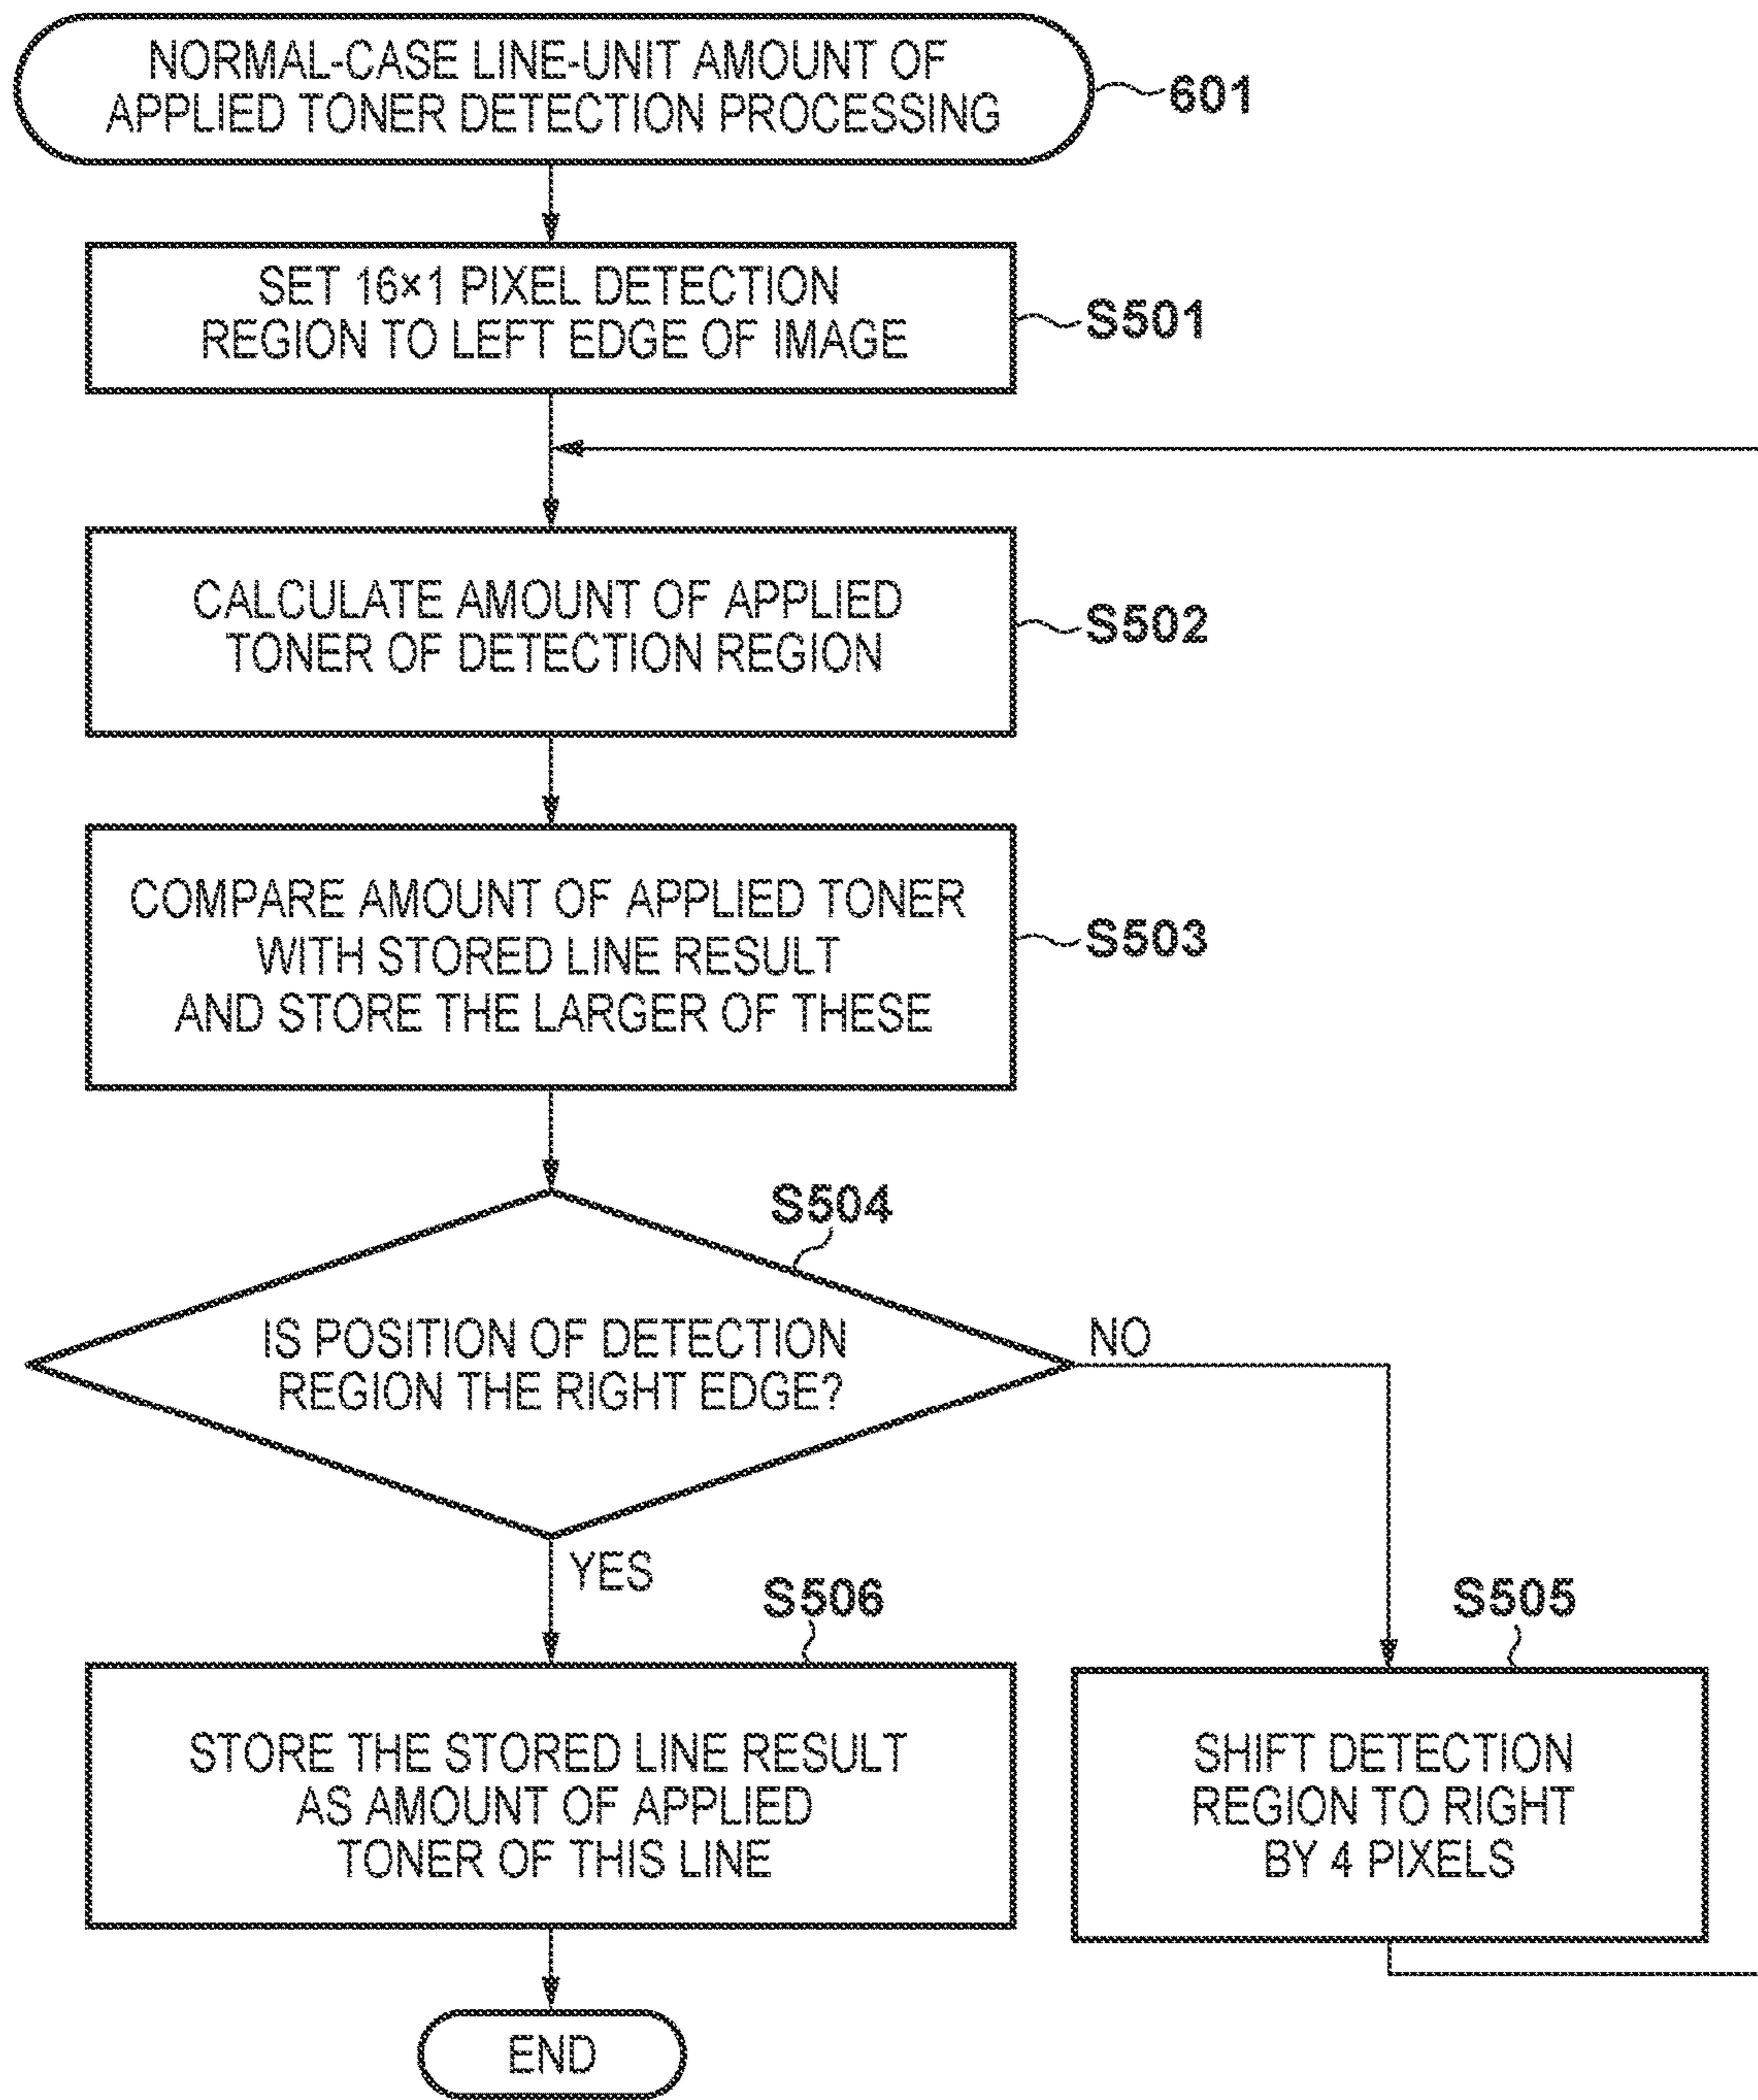 NORMAL-CASE LINE-UNIT AMOUNT OF
APPLIED TONER DETECTION PROCESSING
601
SET 16×1 PIXEL DETECTION
REGION TO LEFT EDGE OF IMAGE
S501
CALCULATE AMOUNT OF APPLIED
TONER OF DETECTION REGION
S502
COMPARE AMOUNT OF APPLIED TONER
WITH STORED LINE RESULT
AND STORE THE LARGER OF THESE
S503
S504
IS POSITION OF DETECTION
REGION THE RIGHT EDGE?
NO
YES
S506
STORE THE STORED LINE RESULT
AS AMOUNT OF APPLIED
TONER OF THIS LINE
S505
SHIFT DETECTION
REGION TO RIGHT
BY 4 PIXELS
END